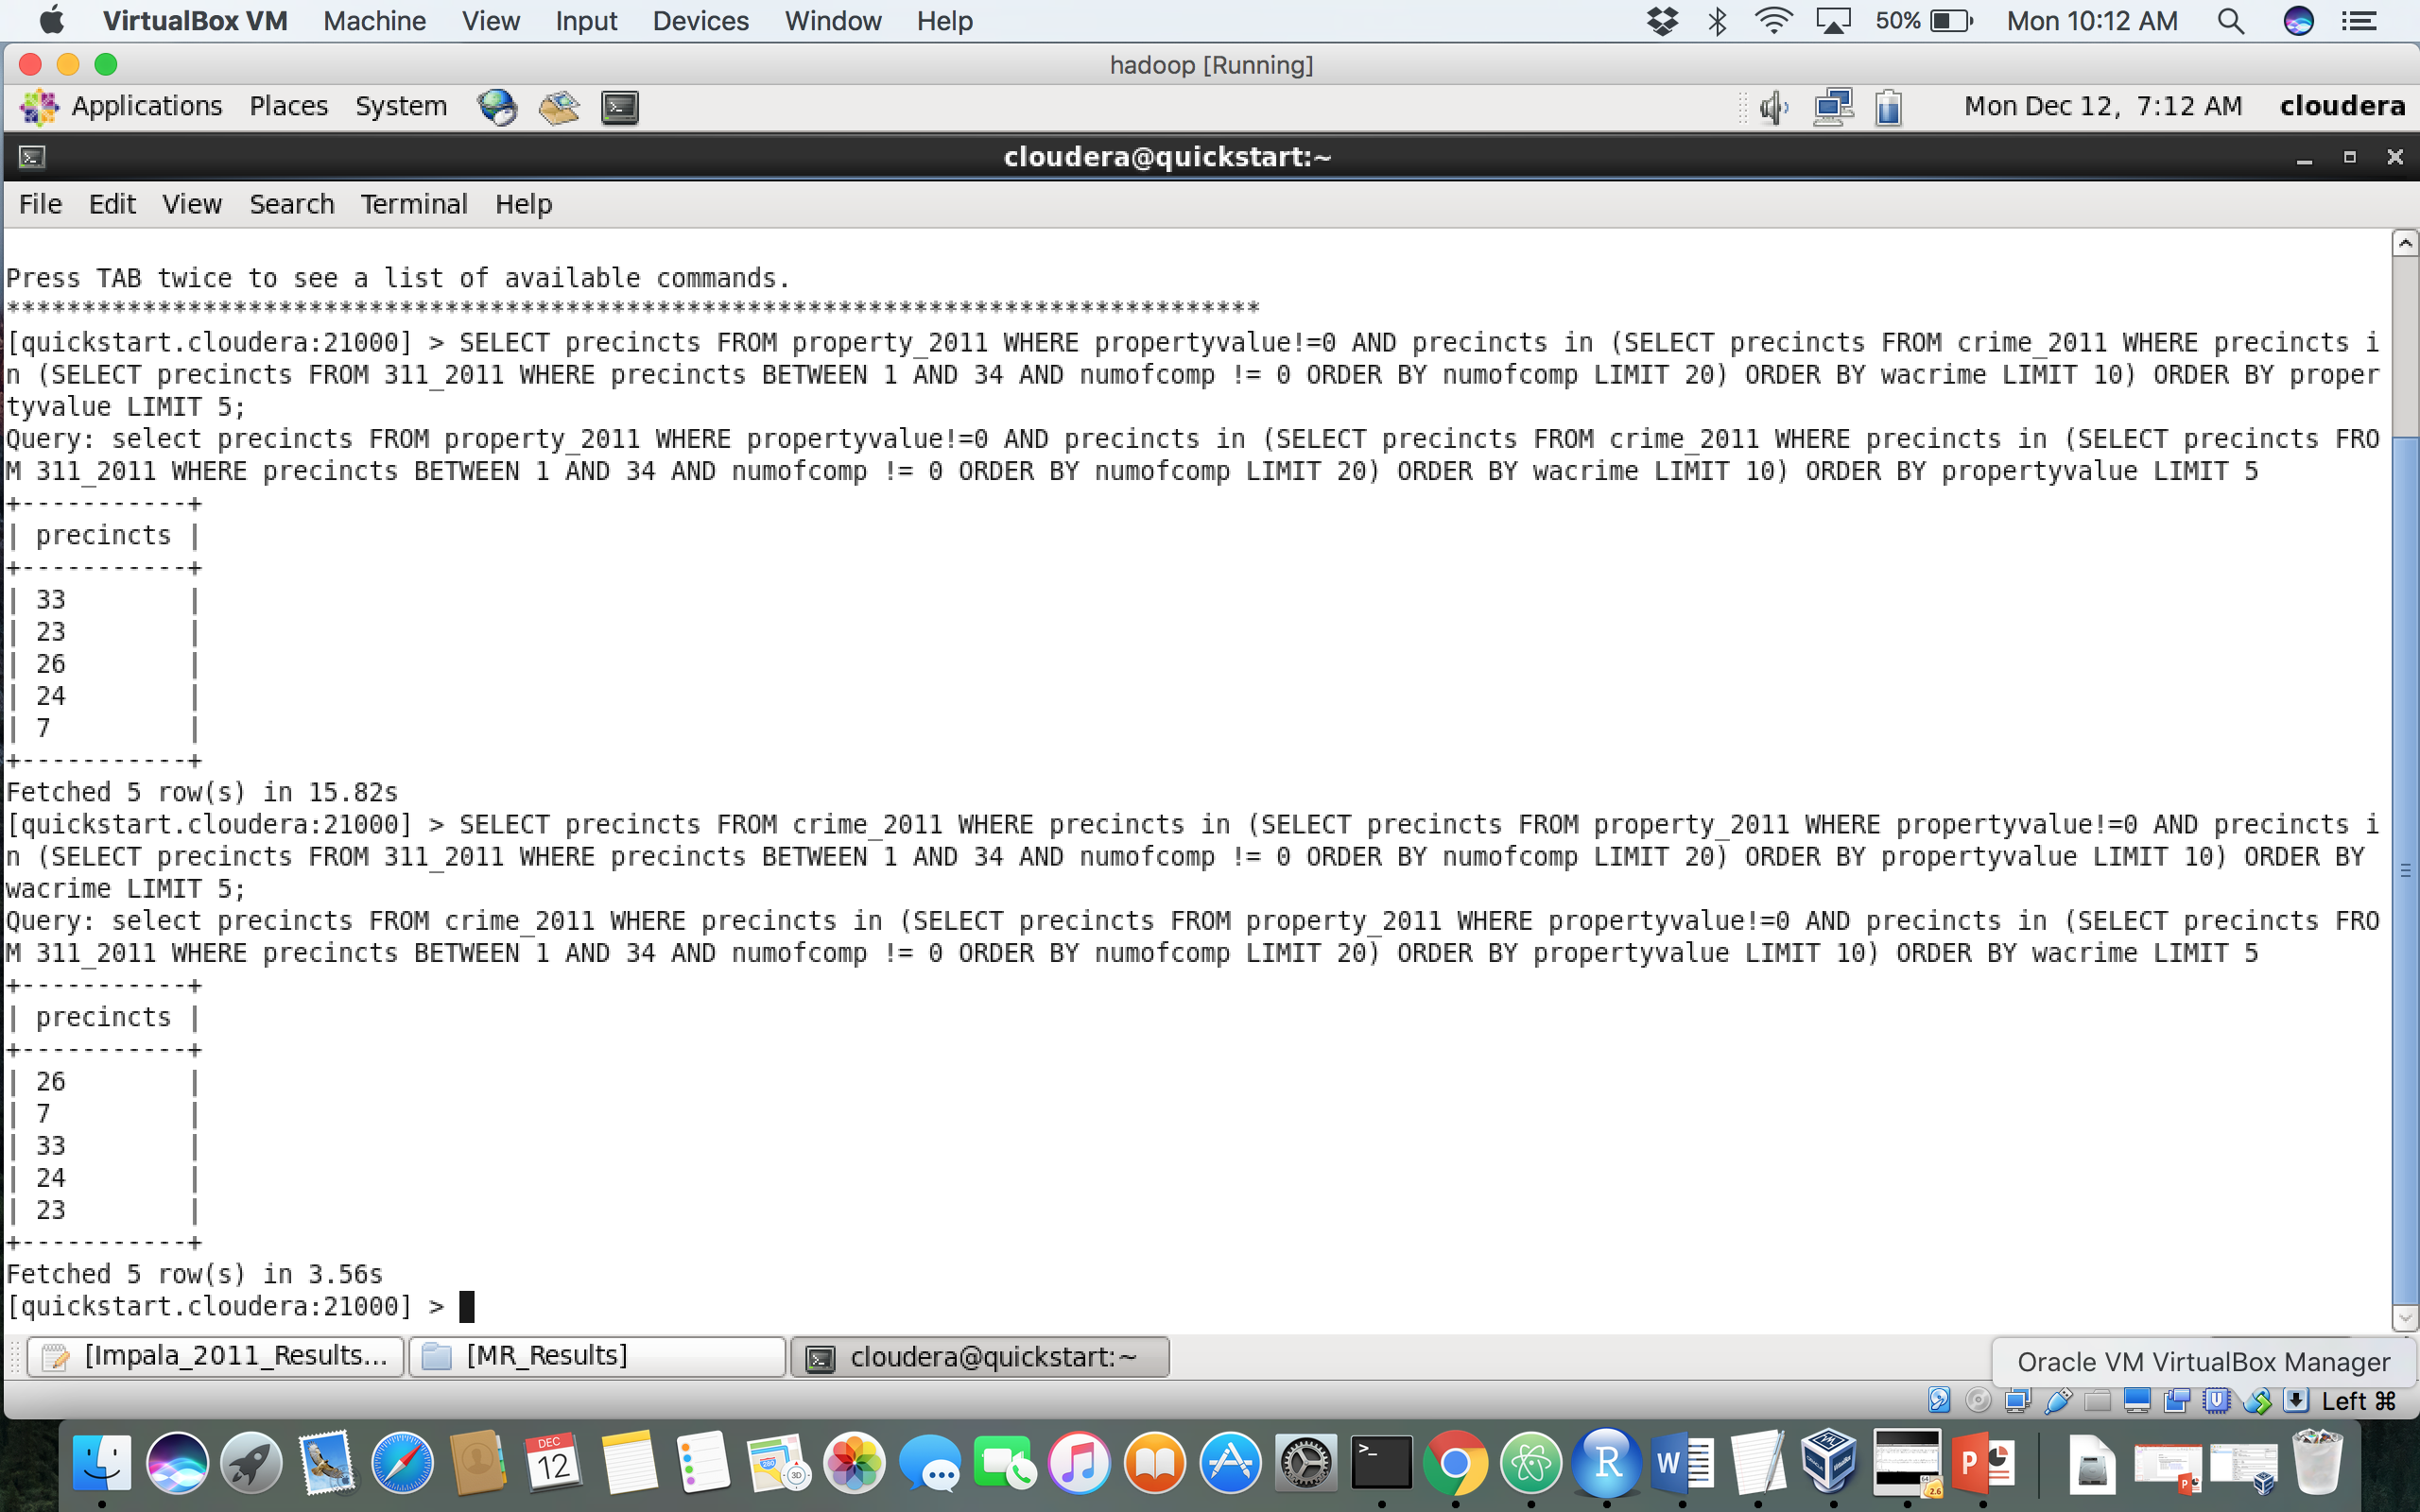 VirtualBox VM Machine View Input Devices Window Help 50% Mon 10:12 AM
hadoop [Running]
Applications Places System Mon Dec 12, 7:12 AM cloudera
cloudera@quickstart:~
File Edit View Search Terminal Help
Press TAB twice to see a list of available commands.
***********************************************************************************
[quickstart.cloudera:21000] > SELECT precincts FROM property_2011 WHERE propertyvalue!=0 AND precincts in (SELECT precincts FROM crime_2011 WHERE precincts i
n (SELECT precincts FROM 311_2011 WHERE precincts BETWEEN 1 AND 34 AND numofcomp != 0 ORDER BY numofcomp LIMIT 20) ORDER BY wacrime LIMIT 10) ORDER BY proper
tyvalue LIMIT 5;
Query: select precincts FROM property_2011 WHERE propertyvalue!=0 AND precincts in (SELECT precincts FROM crime_2011 WHERE precincts in (SELECT precincts FRO
M 311_2011 WHERE precincts BETWEEN 1 AND 34 AND numofcomp != 0 ORDER BY numofcomp LIMIT 20) ORDER BY wacrime LIMIT 10) ORDER BY propertyvalue LIMIT 5
+-----------+
| precincts |
+-----------+
| 33        |
| 23        |
| 26        |
| 24        |
| 7         |
+-----------+
Fetched 5 row(s) in 15.82s
[quickstart.cloudera:21000] > SELECT precincts FROM crime_2011 WHERE precincts in (SELECT precincts FROM property_2011 WHERE propertyvalue!=0 AND precincts i
n (SELECT precincts FROM 311_2011 WHERE precincts BETWEEN 1 AND 34 AND numofcomp != 0 ORDER BY numofcomp LIMIT 20) ORDER BY propertyvalue LIMIT 10) ORDER BY
wacrime LIMIT 5;
Query: select precincts FROM crime_2011 WHERE precincts in (SELECT precincts FROM property_2011 WHERE propertyvalue!=0 AND precincts in (SELECT precincts FRO
M 311_2011 WHERE precincts BETWEEN 1 AND 34 AND numofcomp != 0 ORDER BY numofcomp LIMIT 20) ORDER BY propertyvalue LIMIT 10) ORDER BY wacrime LIMIT 5
+-----------+
| precincts |
+-----------+
| 26        |
| 7         |
| 33        |
| 24        |
| 23        |
+-----------+
Fetched 5 row(s) in 3.56s
[quickstart.cloudera:21000] >
[Impala_2011_Results... [MR_Results] cloudera@quickstart:~
Oracle VM VirtualBox Manager
Left ⌘
DEC
12